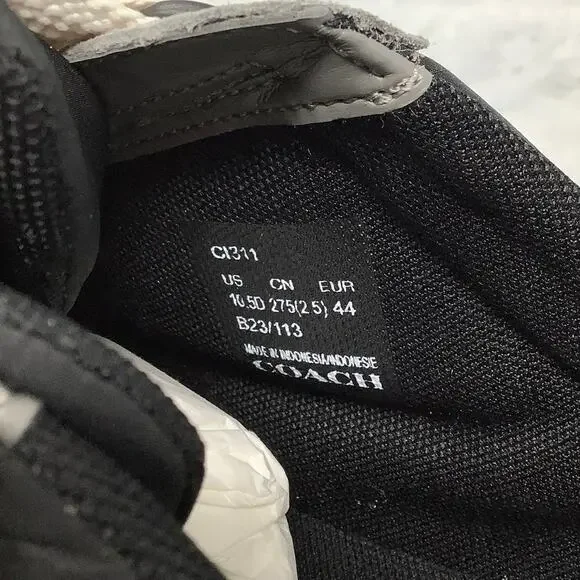 CI311
US CN EUR
10.5D 275(2.5) 44
B23/113
MADE IN INDONESIA/INDONESIE
COACH